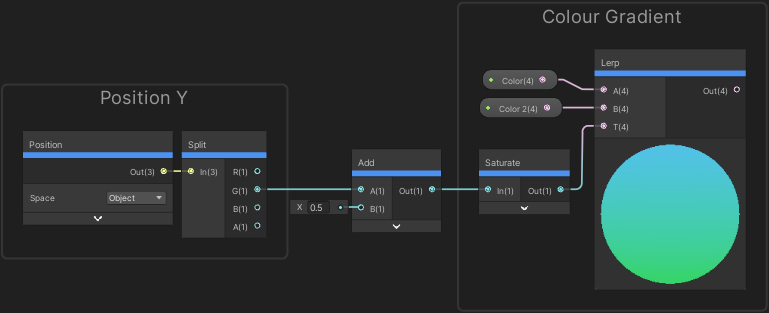 Colour Gradient
Position Y
Position
Out(3)
Space
Object
Split
In(3)
R(1)
G(1)
B(1)
A(1)
X 0.5
Add
A(1)
B(1)
Out(1)
Saturate
In(1)
Out(1)
Color(4)
Color 2(4)
Lerp
A(4)
B(4)
T(4)
Out(4)